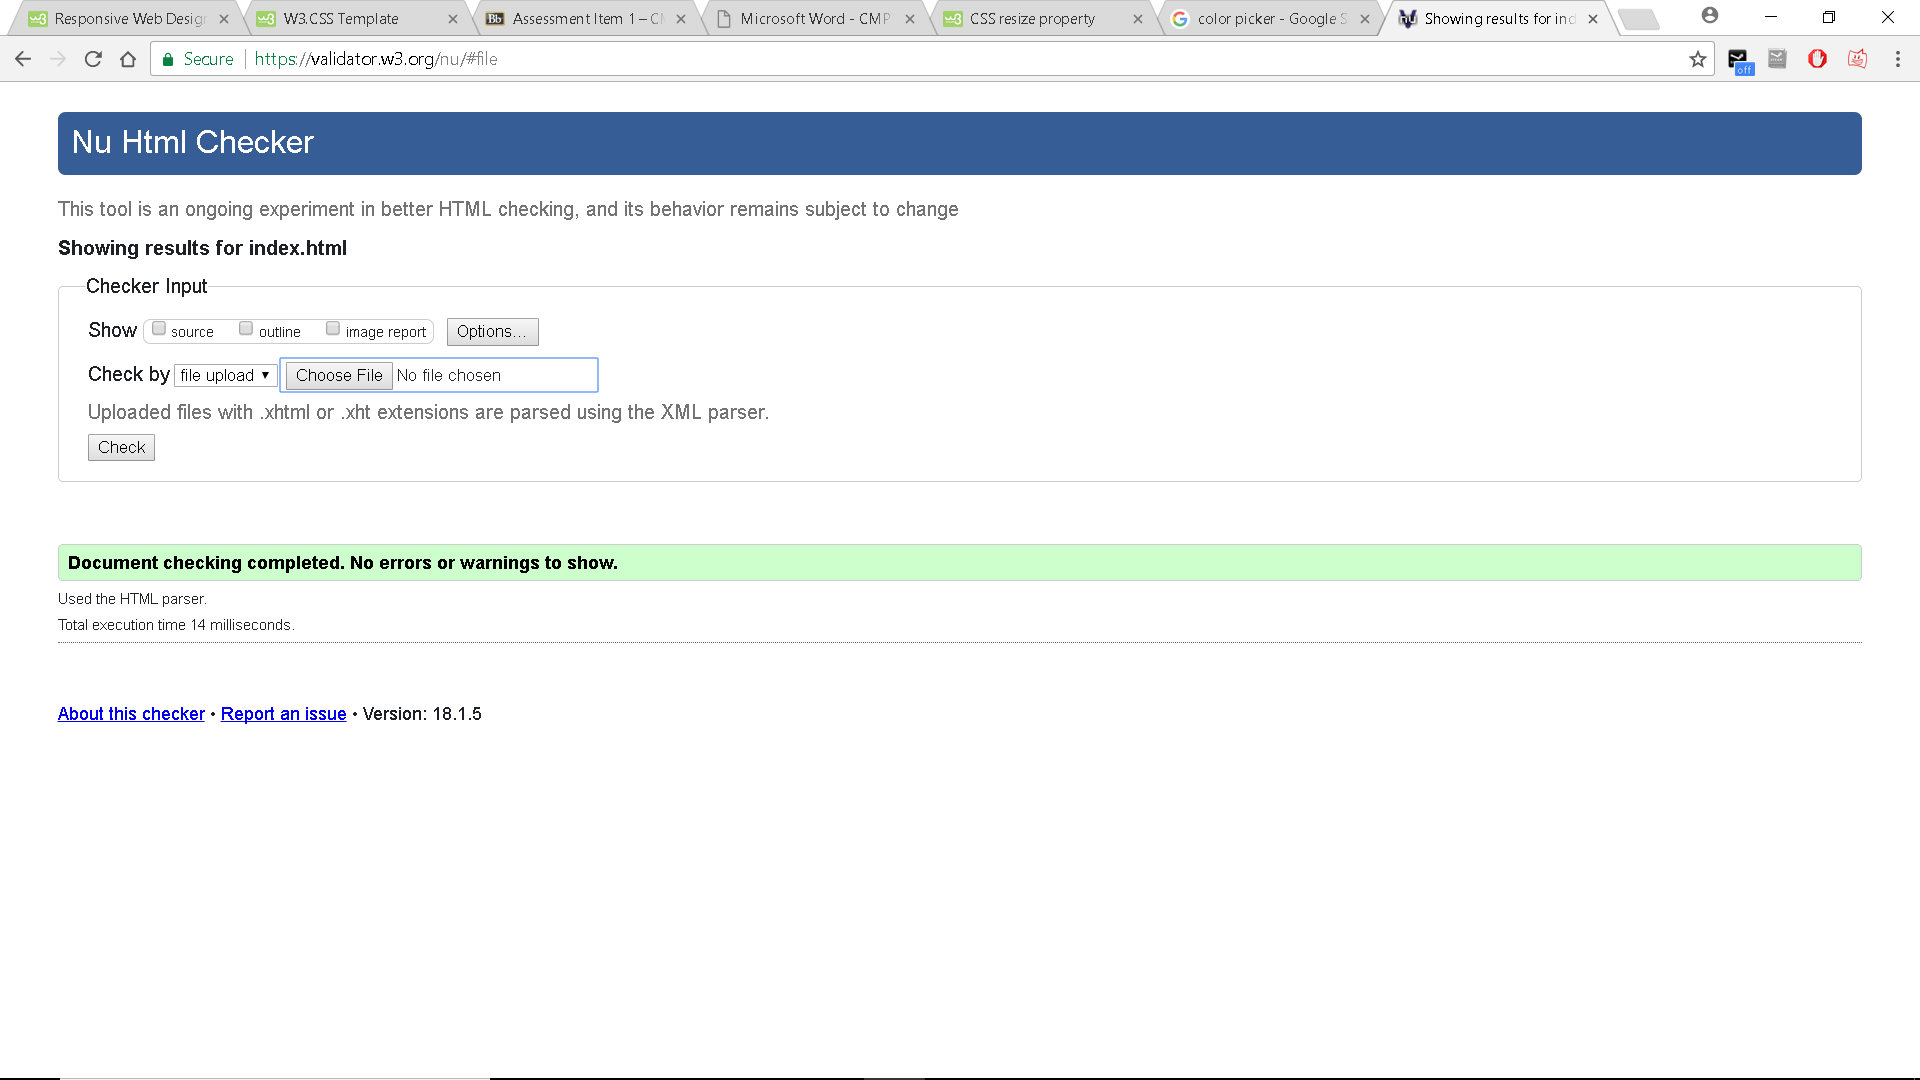 Responsive Web Design
W3.CSS Template
Assessment Item 1 – CM
Microsoft Word - CMP
CSS resize property
color picker - Google S
Showing results for ind
Secure
https://validator.w3.org/nu/#file
off
Nu Html Checker
This tool is an ongoing experiment in better HTML checking, and its behavior remains subject to change
Showing results for index.html
Checker Input
Show source outline image report Options...
Check by file upload Choose File No file chosen
Uploaded files with .xhtml or .xht extensions are parsed using the XML parser.
Check
Document checking completed. No errors or warnings to show.
Used the HTML parser.
Total execution time 14 milliseconds.
About this checker • Report an issue • Version: 18.1.5